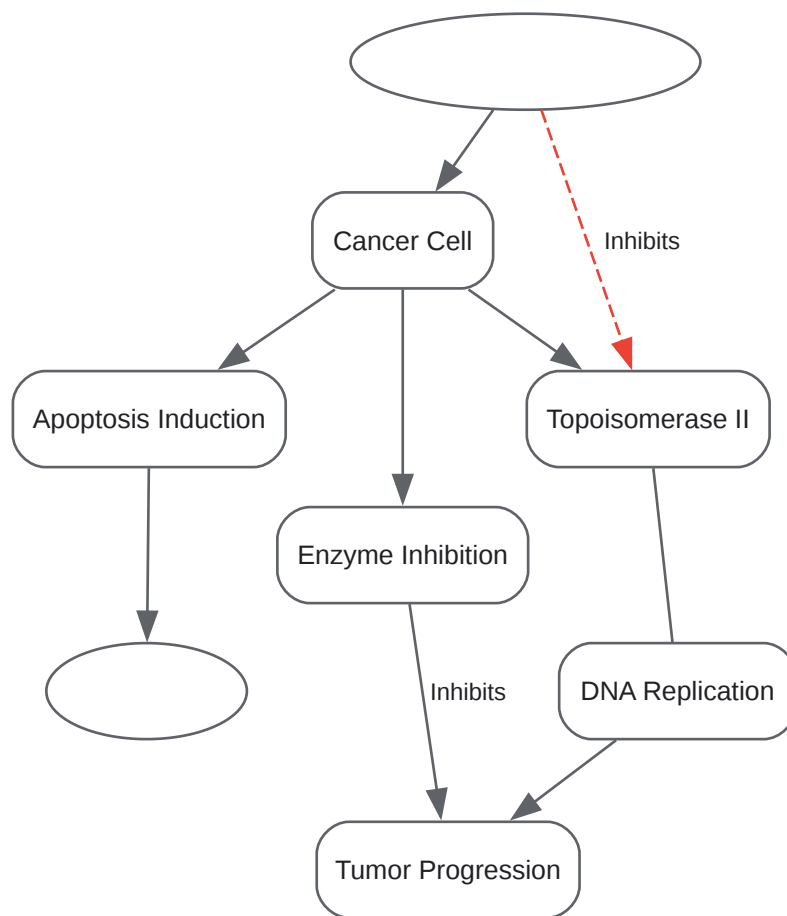 Cancer Cell
Inhibits
Apoptosis Induction
Topoisomerase II
Enzyme Inhibition
Inhibits
DNA Replication
Tumor Progression